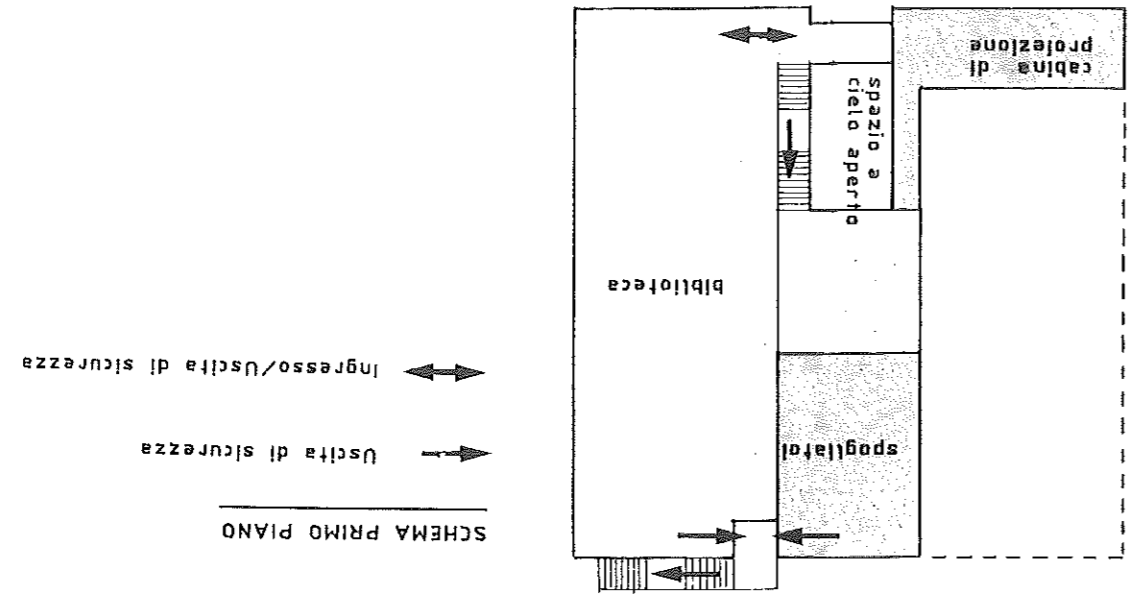 SCHEMA PRIMO PIANO
Uscita di sicurezza
Ingresso/Uscita di sicurezza
spogliatoi
biblioteca
spazio a
cielo aperto
cabina di
proiezione